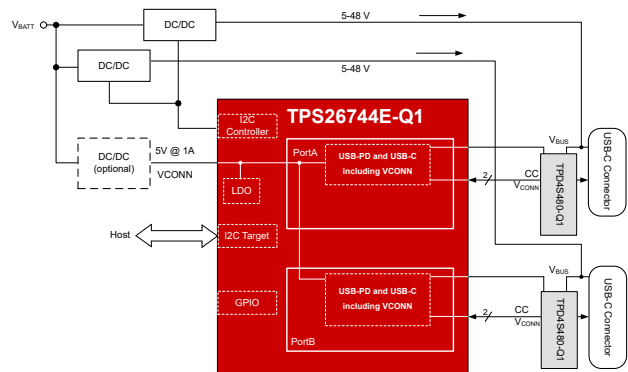 5-48 V
VBATT
DC/DC
DC/DC
5-48 V
TPS26744E-Q1
I2C
Controller
PortA
USB-PD and USB-C
including VCONN
VBUS
DC/DC
(optional)
5V @ 1A
VCONN
LDO
2
CC
VCONN
TPD4S480-Q1
USB-C Connector
Host
I2C Target
GPIO
USB-PD and USB-C
including VCONN
PortB
VBUS
2
CC
VCONN
TPD4S480-Q1
USB-C Connector